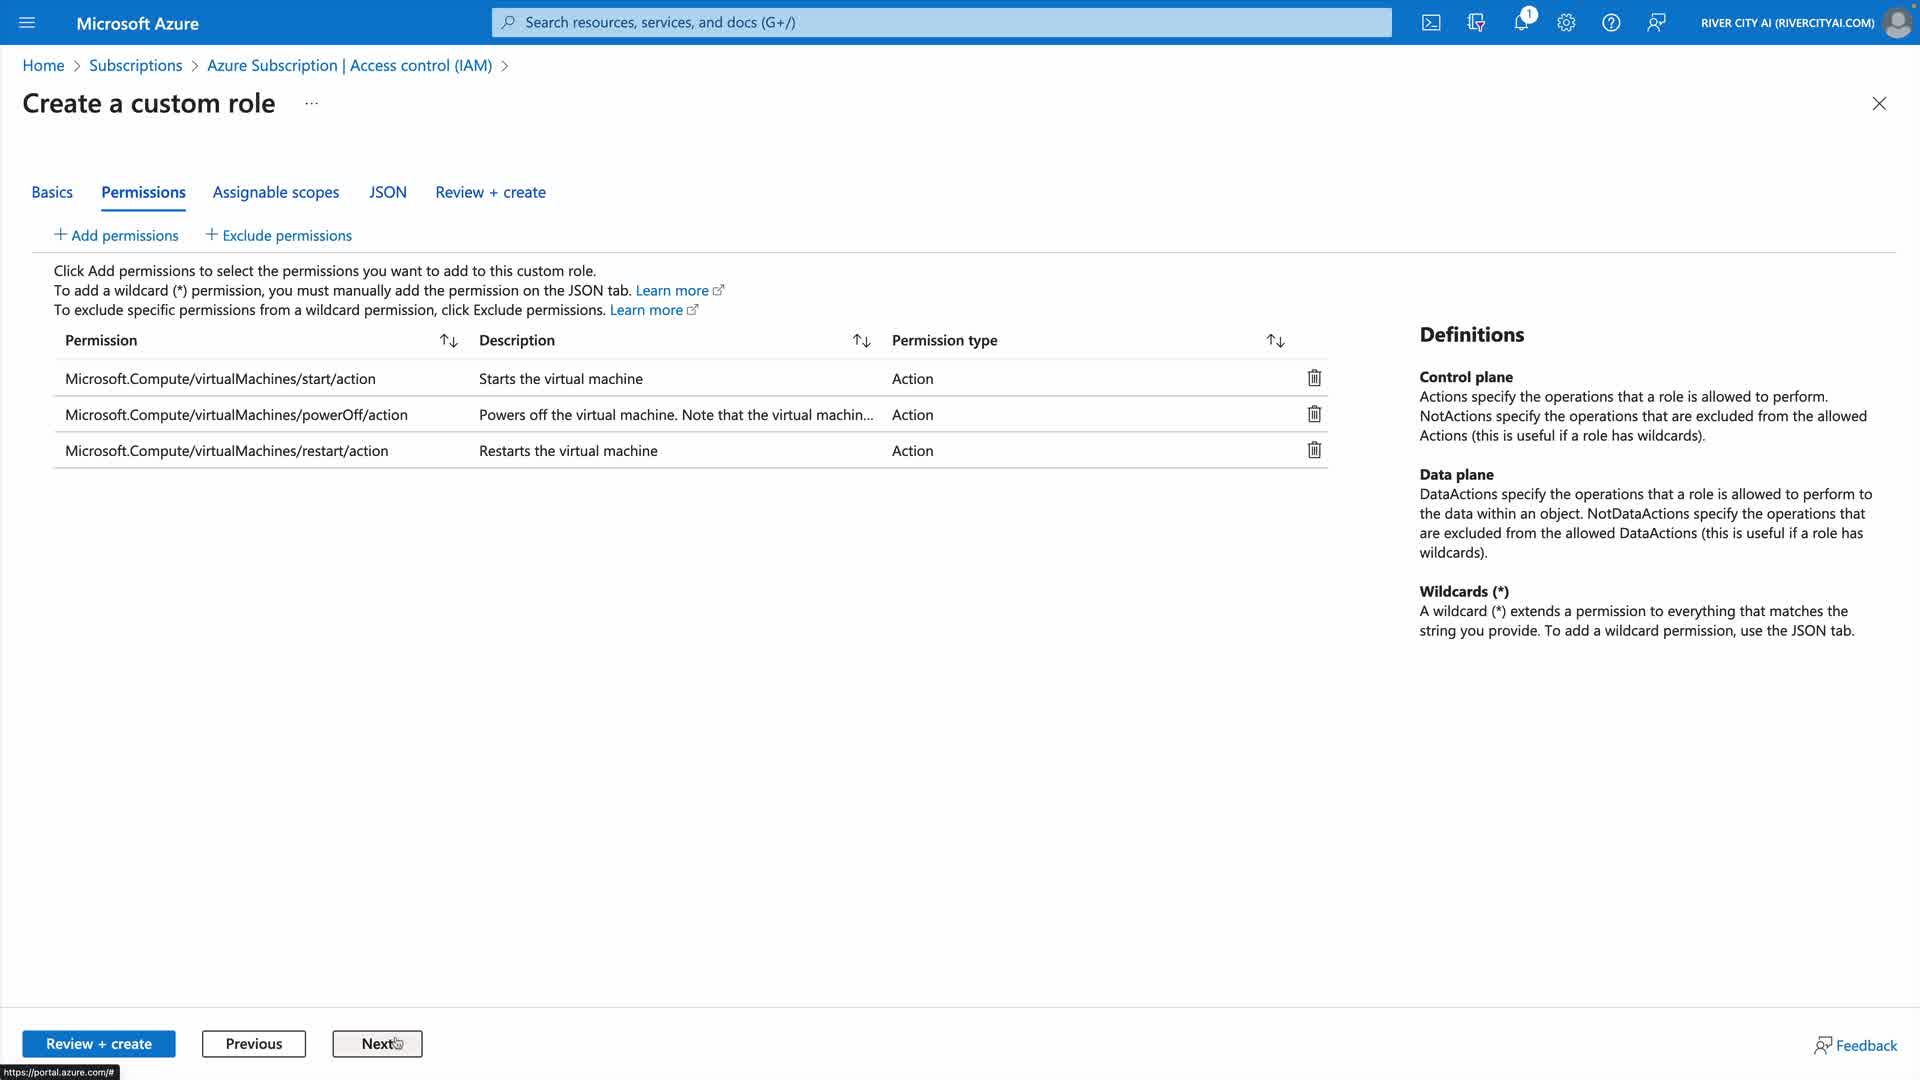 Microsoft Azure
Search resources, services, and docs (G+/)
1
RIVER CITY AI (RIVERCITYAI.COM)
Home > Subscriptions > Azure Subscription | Access control (IAM) >
Create a custom role ...
Basics Permissions Assignable scopes JSON Review + create
+ Add permissions + Exclude permissions
Click Add permissions to select the permissions you want to add to this custom role.
To add a wildcard (*) permission, you must manually add the permission on the JSON tab. Learn more
To exclude specific permissions from a wildcard permission, click Exclude permissions. Learn more
Permission Description Permission type
Microsoft.Compute/virtualMachines/start/action Starts the virtual machine Action
Microsoft.Compute/virtualMachines/powerOff/action Powers off the virtual machine. Note that the virtual machin... Action
Microsoft.Compute/virtualMachines/restart/action Restarts the virtual machine Action
Definitions
Control plane
Actions specify the operations that a role is allowed to perform.
NotActions specify the operations that are excluded from the allowed
Actions (this is useful if a role has wildcards).
Data plane
DataActions specify the operations that a role is allowed to perform to
the data within an object. NotDataActions specify the operations that
are excluded from the allowed DataActions (this is useful if a role has
wildcards).
Wildcards (*)
A wildcard (*) extends a permission to everything that matches the
string you provide. To add a wildcard permission, use the JSON tab.
Review + create Previous Next
Feedback
https://portal.azure.com/#